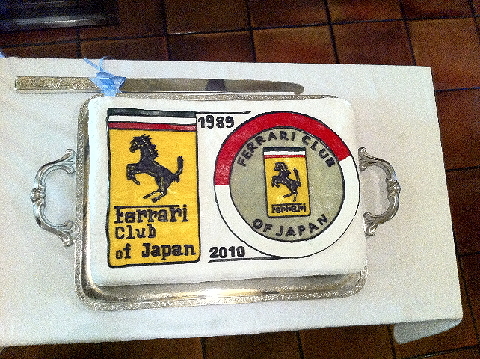 Ferrari
Club
of Japan
1989
2010
FERRARI CLUB
OF JAPAN
Ferrari